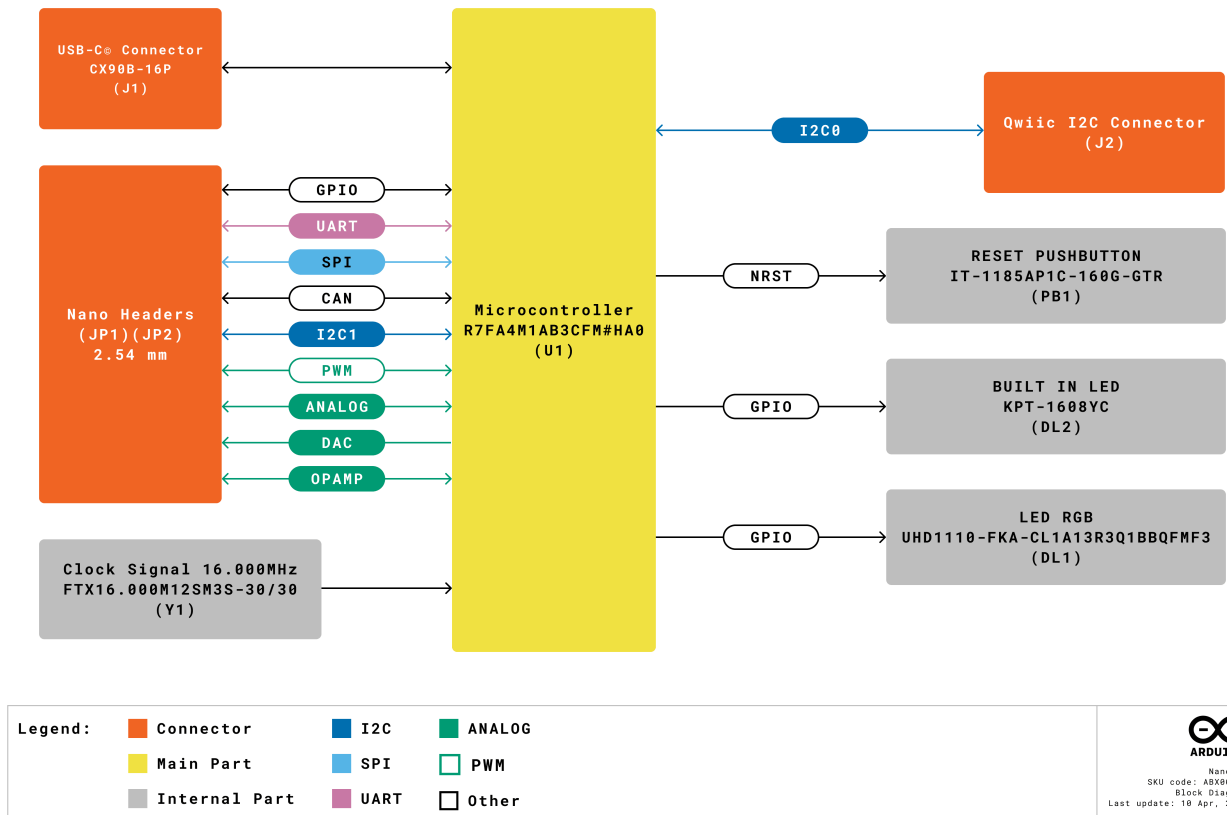 USB-C® Connector
CX90B-16P
(J1)
I2C0
Qwiic I2C Connector
(J2)
GPIO
UART
SPI
CAN
I2C1
PWM
ANALOG
DAC
OPAMP
Nano Headers
(JP1)(JP2)
2.54 mm
Microcontroller
R7FA4M1AB3CFM#HA0
(U1)
NRST
RESET PUSHBUTTON
IT-1185AP1C-160G-GTR
(PB1)
GPIO
BUILT IN LED
KPT-1608YC
(DL2)
GPIO
LED RGB
UHD1110-FKA-CL1A13R3Q1BBQFMF3
(DL1)
Clock Signal 16.000MHz
FTX16.000M12SM3S-30/30
(Y1)
Legend:
Connector
Main Part
Internal Part
I2C
SPI
UART
ANALOG
PWM
Other
SKU code:
Block
Last update: 10 Apr,